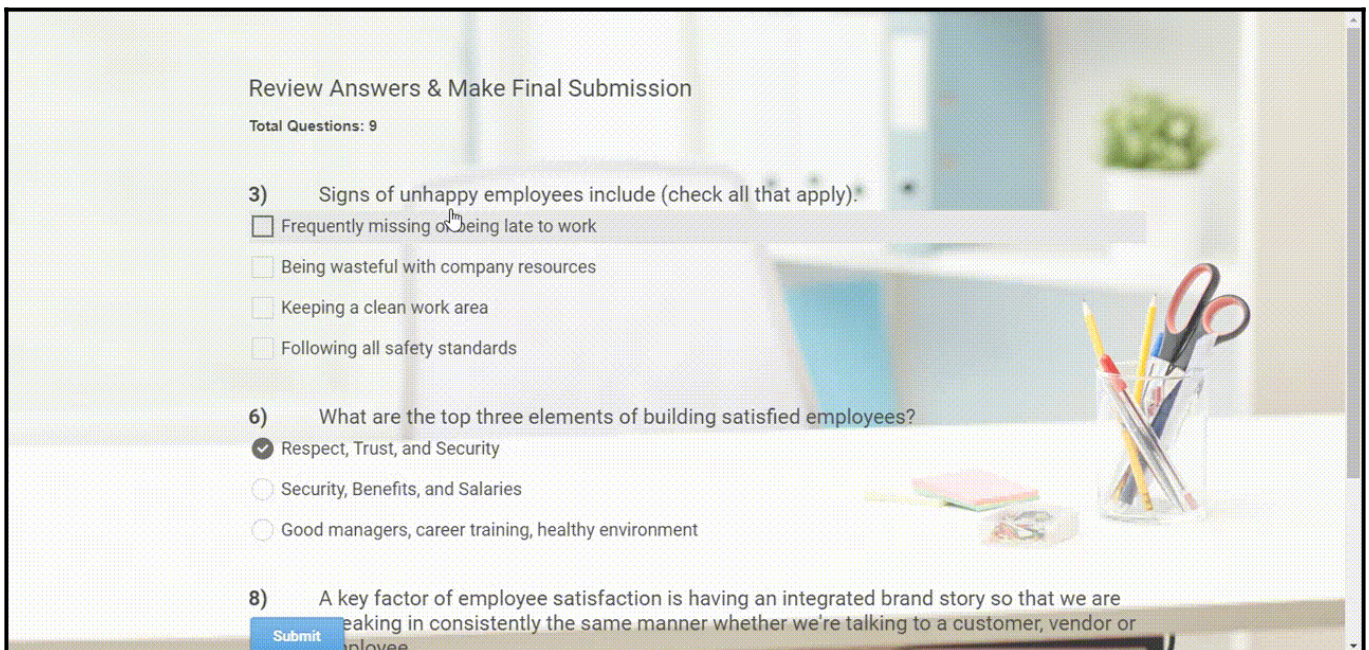 Review Answers & Make Final Submission
Total Questions: 9
3) Signs of unhappy employees include (check all that apply).
Frequently missing or being late to work
Being wasteful with company resources
Keeping a clean work area
Following all safety standards
6) What are the top three elements of building satisfied employees?
Respect, Trust, and Security
Security, Benefits, and Salaries
Good managers, career training, healthy environment
8) A key factor of employee satisfaction is having an integrated brand story so that we are
eaking in consistently the same manner whether we're talking to a customer, vendor or
Submit